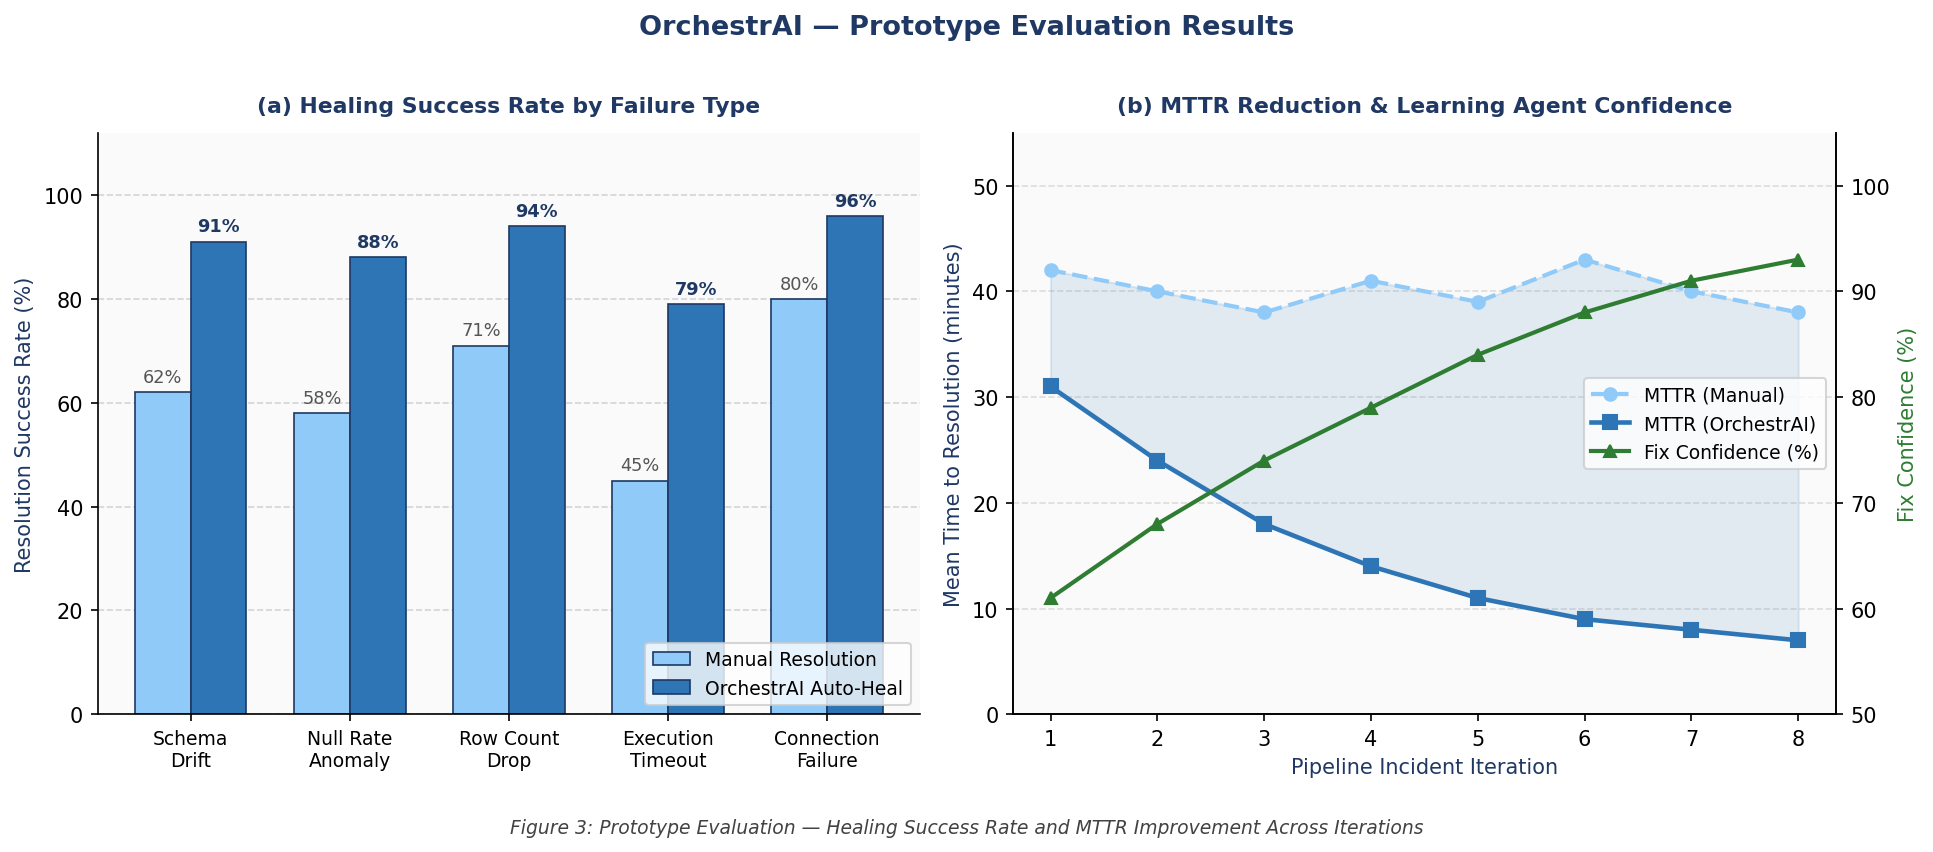 OrchestrAI — Prototype Evaluation Results
(a) Healing Success Rate by Failure Type
Resolution Success Rate (%)
100
80
60
40
20
0
62%
91%
58%
88%
71%
94%
45%
79%
80%
96%
Manual Resolution
OrchestrAI Auto-Heal
Schema
Drift
Null Rate
Anomaly
Row Count
Drop
Execution
Timeout
Connection
Failure
(b) MTTR Reduction & Learning Agent Confidence
Mean Time to Resolution (minutes)
50
40
30
20
10
0
MTTR (Manual)
MTTR (OrchestrAI)
Fix Confidence (%)
100
90
80
70
60
50
Fix Confidence (%)
1 2 3 4 5 6 7 8
Pipeline Incident Iteration
Figure 3: Prototype Evaluation — Healing Success Rate and MTTR Improvement Across Iterations